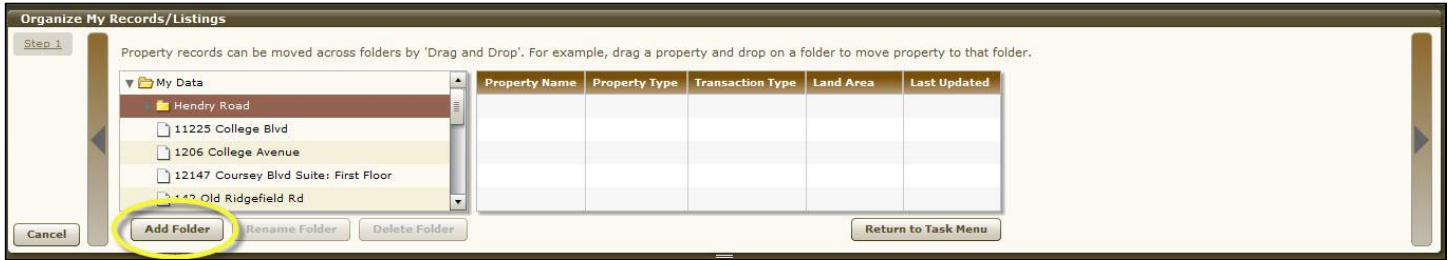 Organize My Records/Listings
Step 1
Property records can be moved across folders by 'Drag and Drop'. For example, drag a property and drop on a folder to move property to that folder.
My Data
Hendry Road
11225 College Blvd
1206 College Avenue
12147 Coursey Blvd Suite: First Floor
142 Old Ridgefield Rd
Property Name Property Type Transaction Type Land Area Last Updated
Cancel Add Folder Rename Folder Delete Folder Return to Task Menu